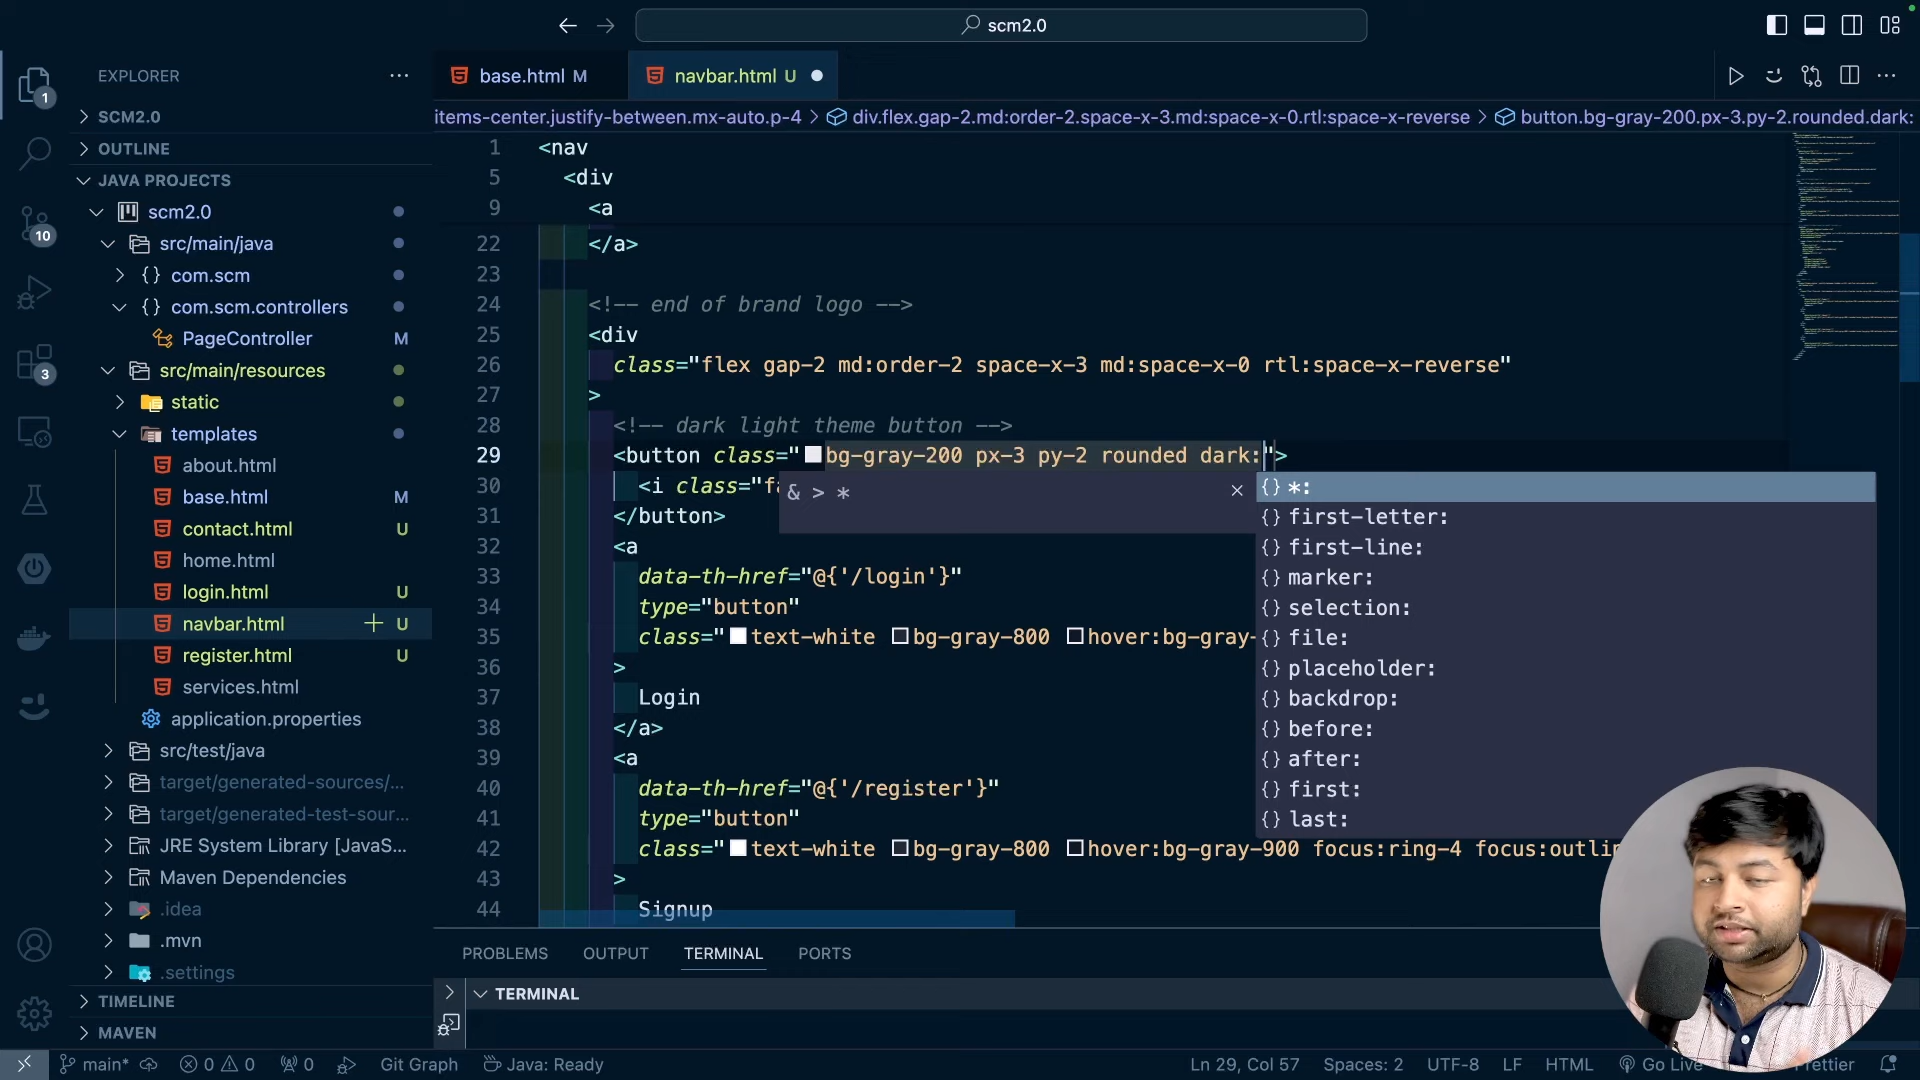 scm2.0
EXPLORER
base.html M
navbar.html U
SCM2.0
items-center.justify-between.mx-auto.p-4 > div.flex.gap-2.md:order-2.space-x-3.md:space-x-0.rtl:space-x-reverse > button.bg-gray-200.px-3.py-2.rounded.dark:
OUTLINE
JAVA PROJECTS
scm2.0
src/main/java
com.scm
com.scm.controllers
PageController M
src/main/resources
static
templates
about.html
base.html M
contact.html U
home.html
login.html U
navbar.html U
register.html U
services.html
application.properties
src/test/java
target/generated-sources/...
target/generated-test-sour...
JRE System Library [JavaS...
Maven Dependencies
.idea
.mvn
.settings
TIMELINE
MAVEN
1
10
3
1 <nav
5 <div
9 <a
22 </a>
23
24 <!-- end of brand logo -->
25 <div
26 class="flex gap-2 md:order-2 space-x-3 md:space-x-0 rtl:space-x-reverse"
27 >
28 <!-- dark light theme button -->
29 <button class="bg-gray-200 px-3 py-2 rounded dark:">
30 <i class="fa
31 </button>
32 <a
33 data-th-href="@{'/login'}"
34 type="button"
35 class="text-white bg-gray-800 hover:bg-gray-
36 >
37 Login
38 </a>
39 <a
40 data-th-href="@{'/register'}"
41 type="button"
42 class="text-white bg-gray-800 hover:bg-gray-900 focus:ring-4 focus:outlin
43 >
44 Signup
& > *
{} *:
{} first-letter:
{} first-line:
{} marker:
{} selection:
{} file:
{} placeholder:
{} backdrop:
{} before:
{} after:
{} first:
{} last:
PROBLEMS OUTPUT TERMINAL PORTS
TERMINAL
main* 0 0 0 Git Graph Java: Ready Ln 29, Col 57 Spaces: 2 UTF-8 LF HTML Go Live Prettier